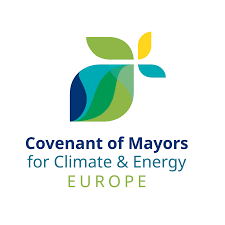 Covenant of Mayors
for Climate & Energy
EUROPE